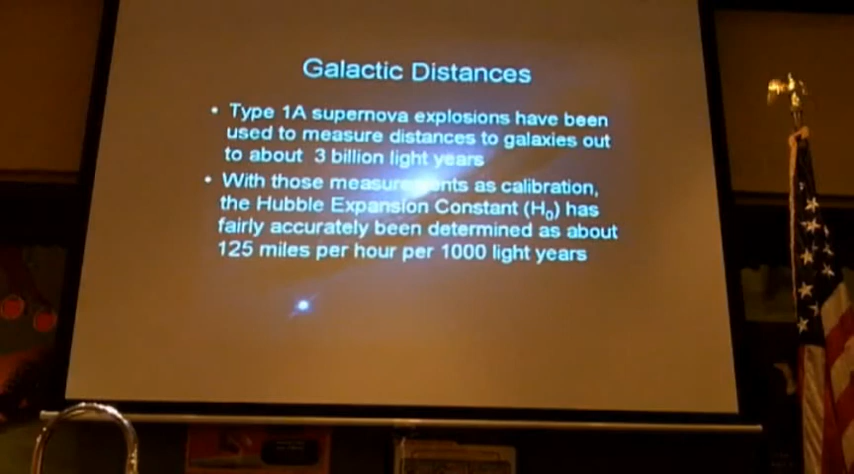 Galactic Distances
• Type 1A supernova explosions have been
used to measure distances to galaxies out
to about 3 billion light years
• With those measurements as calibration,
the Hubble Expansion Constant (H₀) has
fairly accurately been determined as about
125 miles per hour per 1000 light years